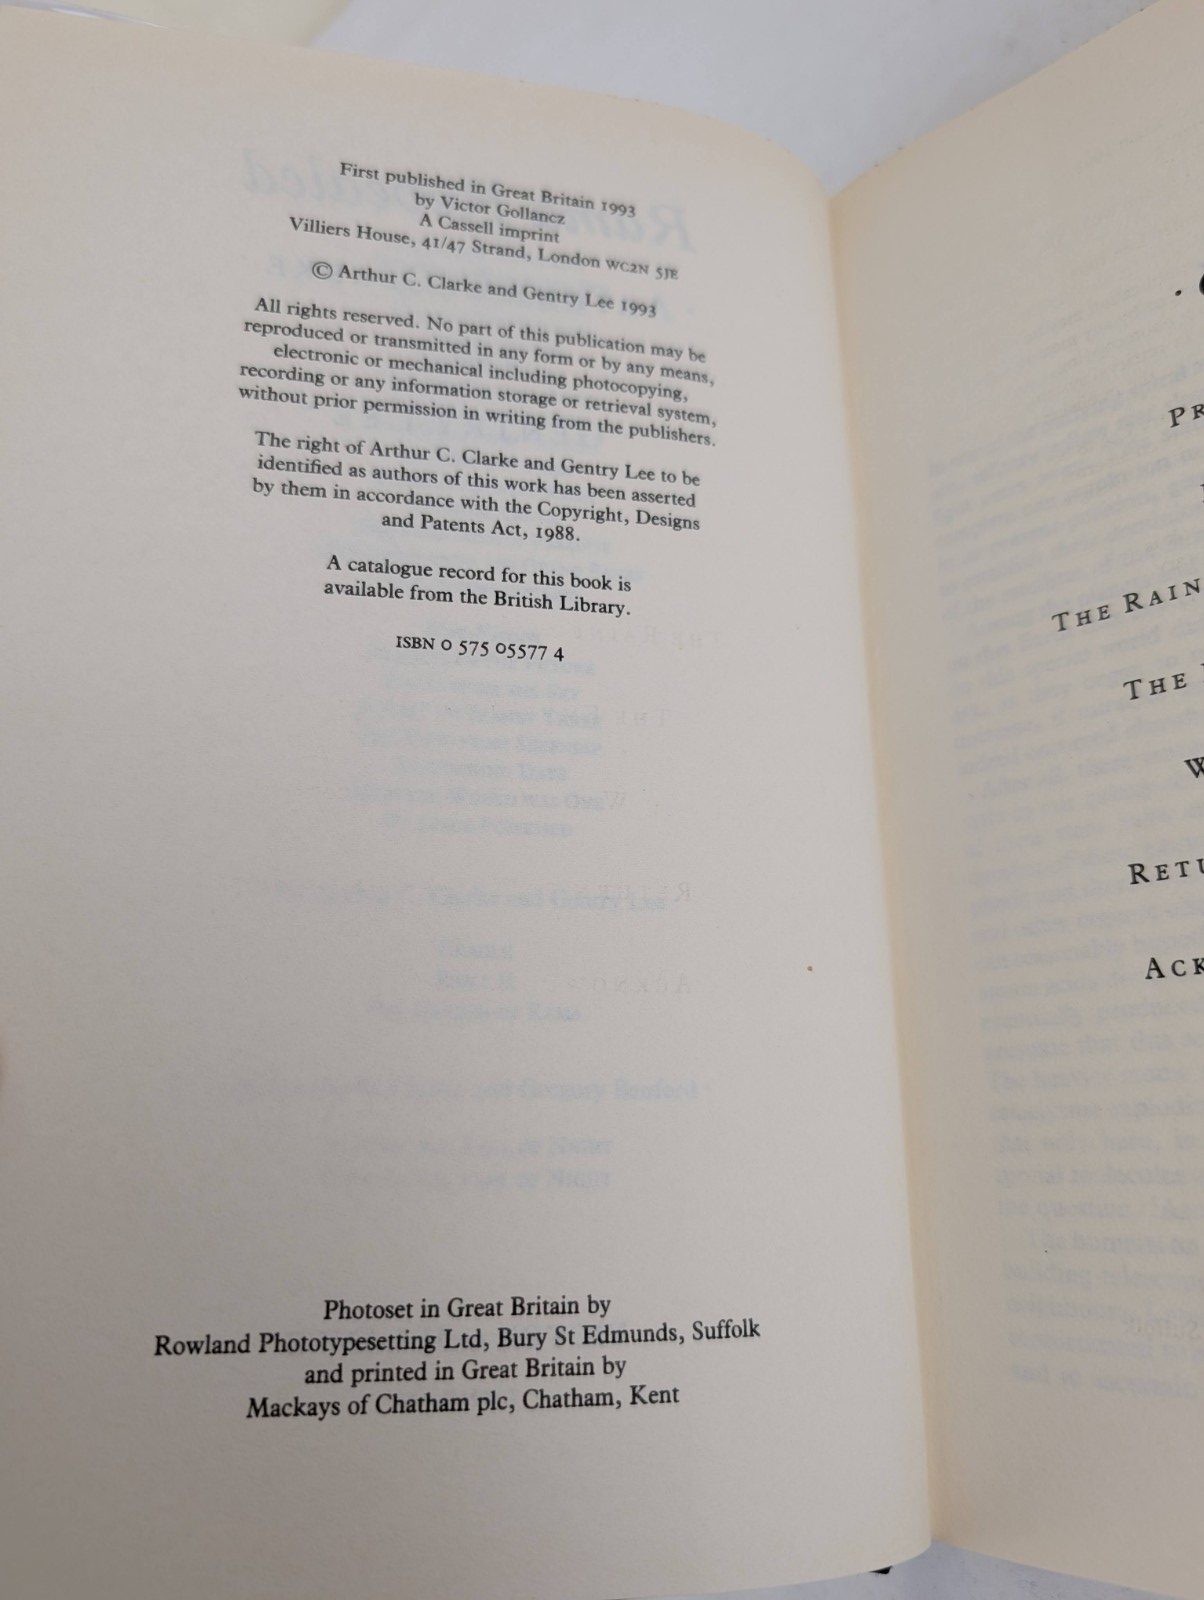 First published in Great Britain 1993
by Victor Gollancz
A Cassell imprint
Villiers House, 41/47 Strand, London WC2N 5JE
© Arthur C. Clarke and Gentry Lee 1993
All rights reserved. No part of this publication may be
reproduced or transmitted in any form or by any means,
electronic or mechanical including photocopying,
recording or any information storage or retrieval system,
without prior permission in writing from the publishers.
The right of Arthur C. Clarke and Gentry Lee to be
identified as authors of this work has been asserted
by them in accordance with the Copyright, Designs
and Patents Act, 1988.
A catalogue record for this book is
available from the British Library.
ISBN 0 575 05577 4
Photoset in Great Britain by
Rowland Phototypesetting Ltd, Bury St Edmunds, Suffolk
and printed in Great Britain by
Mackays of Chatham plc, Chatham, Kent
PR
THE RAIN
THE
W
RETU
ACK